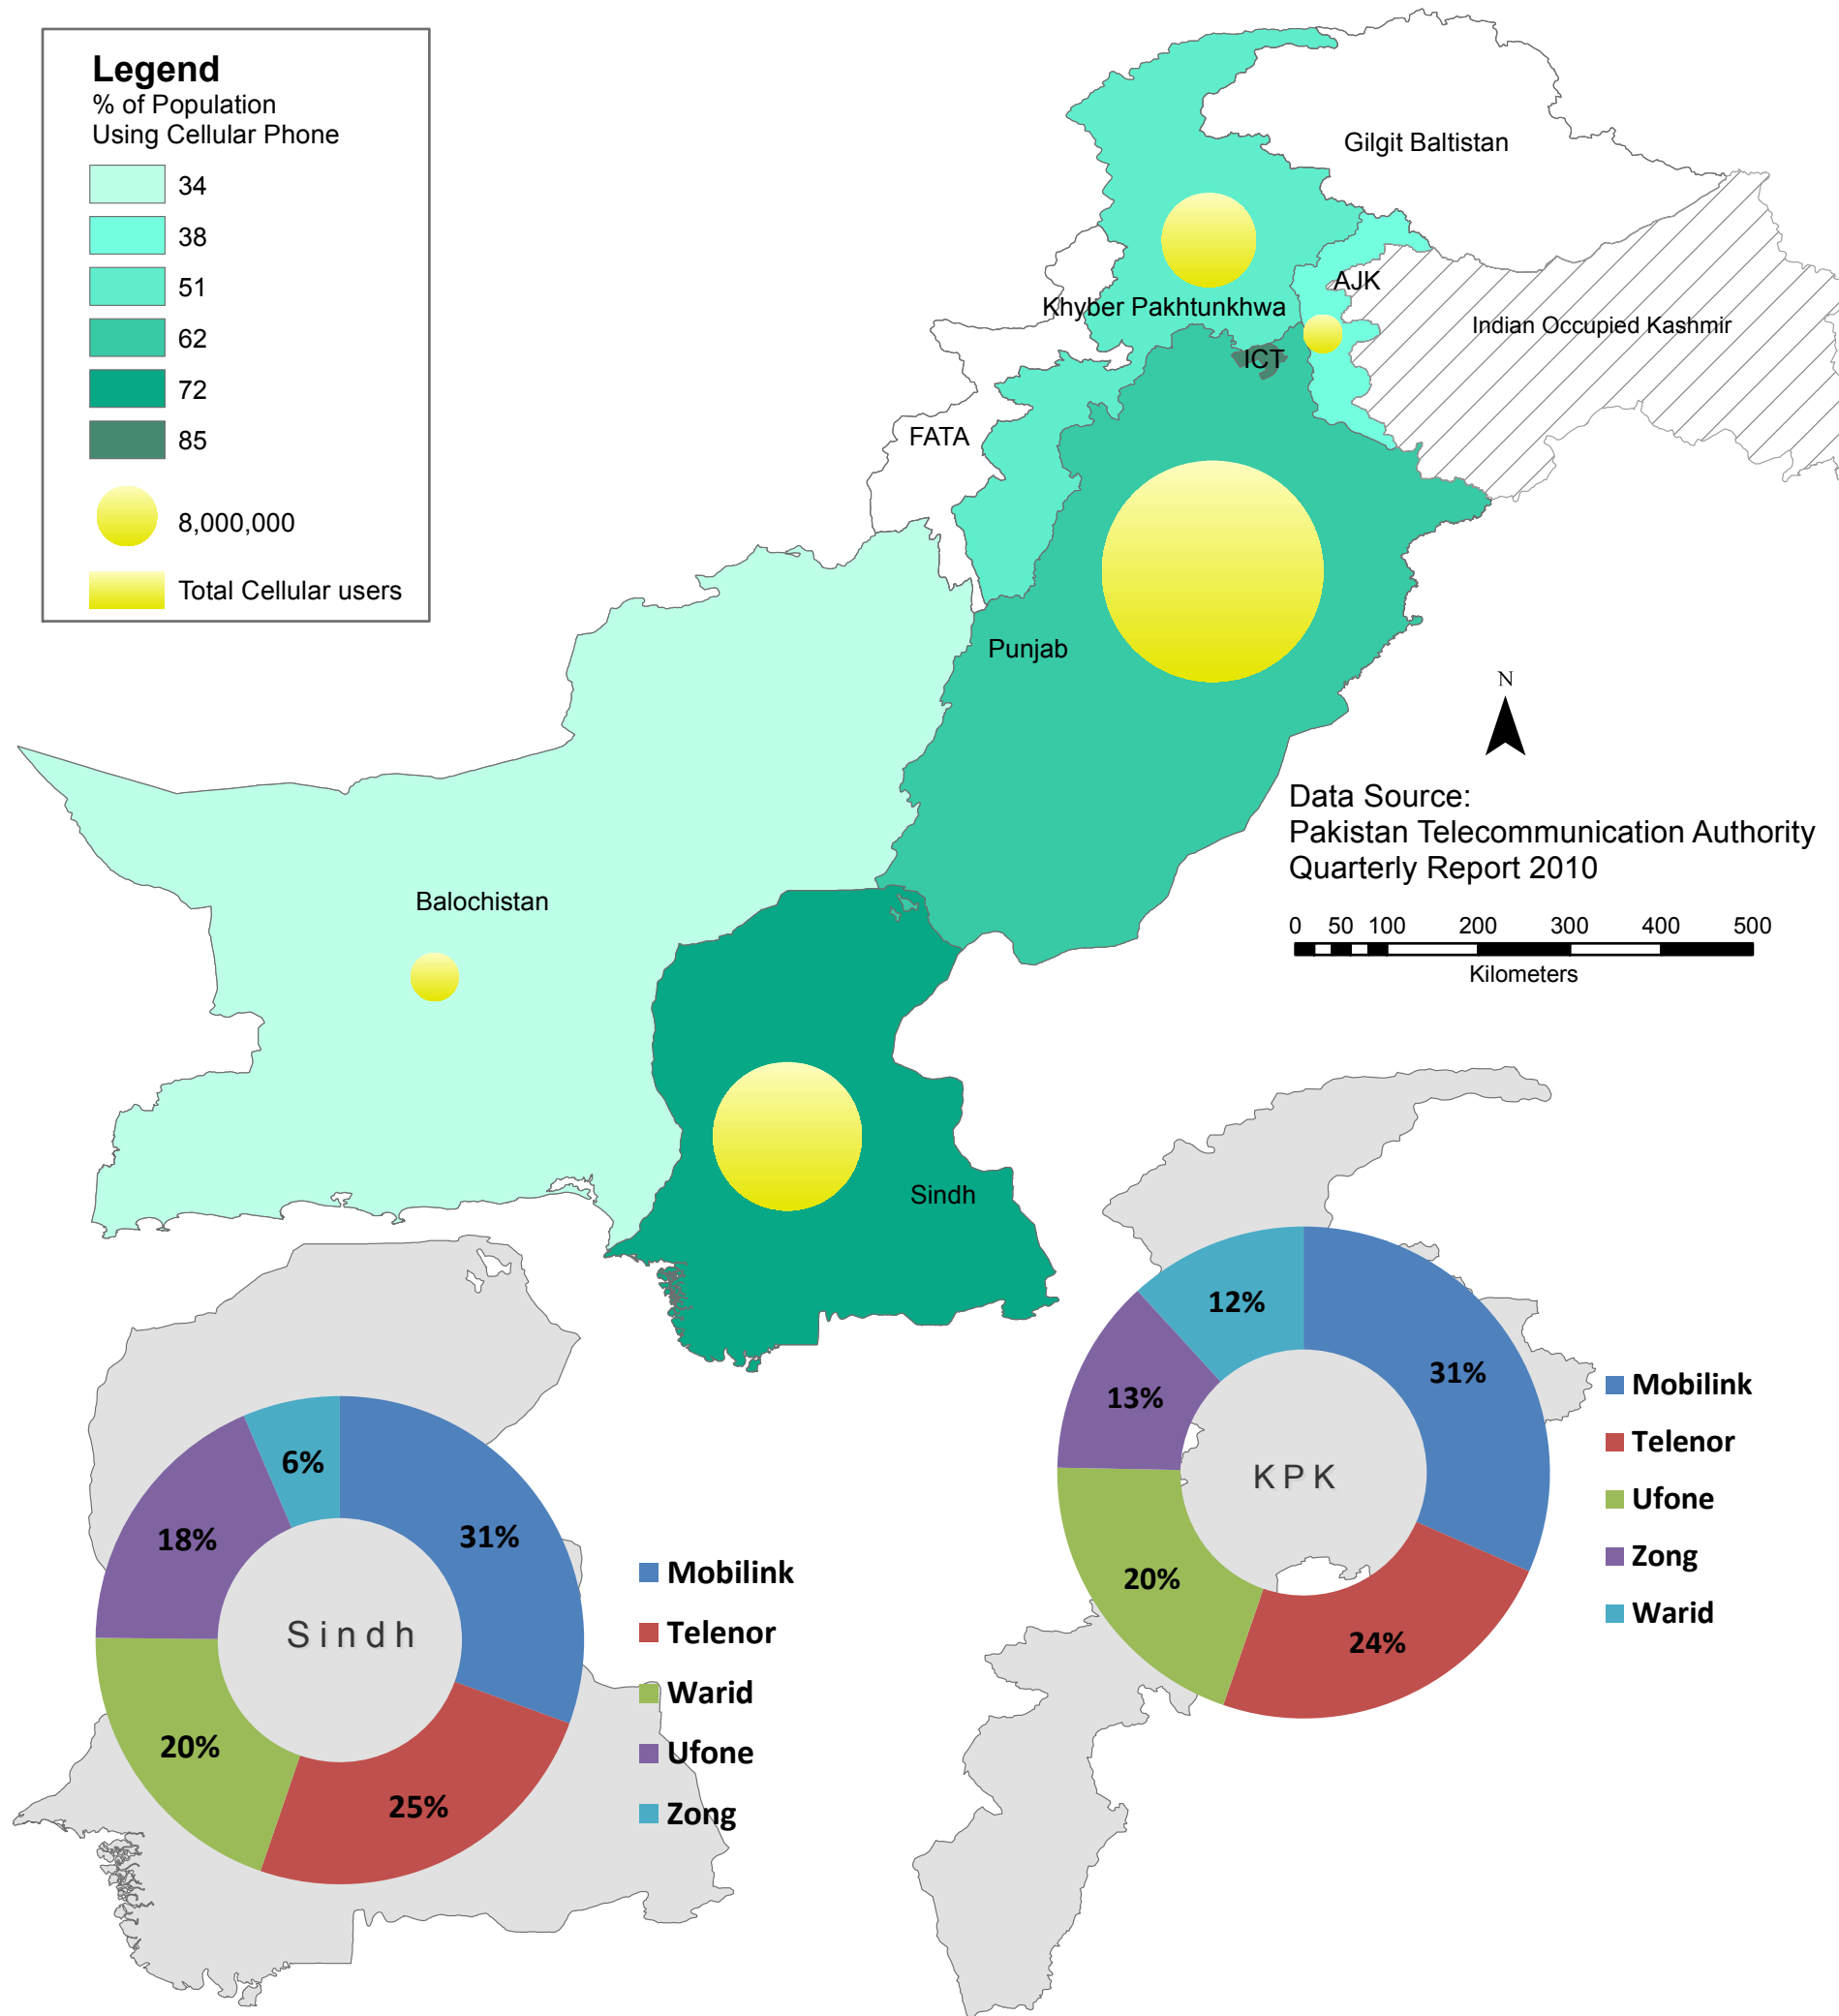 Legend
% of Population
Using Cellular Phone
34
38
51
62
72
85
8,000,000
Total Cellular users
Gilgit Baltistan
AJK
Khyber Pakhtunkhwa
Indian Occupied Kashmir
ICT
FATA
Punjab
N
Data Source:
Pakistan Telecommunication Authority
Quarterly Report 2010
0 50 100 200 300 400 500
Kilometers
Balochistan
Sindh
12%
31%
13%
KPK
20%
24%
Mobilink
Telenor
Ufone
Zong
Warid
6%
31%
18%
Sindh
20%
25%
Mobilink
Telenor
Warid
Ufone
Zong